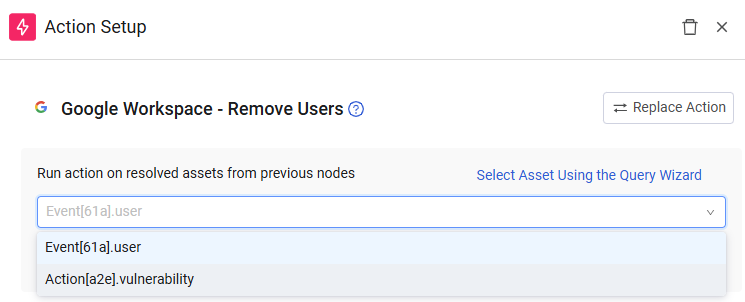 Action Setup
Google Workspace - Remove Users
Replace Action
Run action on resolved assets from previous nodes
Select Asset Using the Query Wizard
Event[61a].user
Event[61a].user
Action[a2e].vulnerability